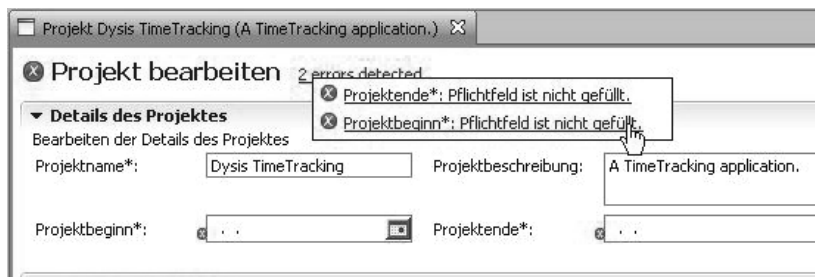 Projekt Dysis TimeTracking (A TimeTracking application.)
Projekt bearbeiten 2 errors detected
Projektende*: Pflichtfeld ist nicht gefüllt.
Projektbeginn*: Pflichtfeld ist nicht gefüllt.
Details des Projektes
Bearbeiten der Details des Projektes
Projektname*: Dysis TimeTracking Projektbeschreibung: A TimeTracking application.
Projektbeginn*: . . Projektende*: . .